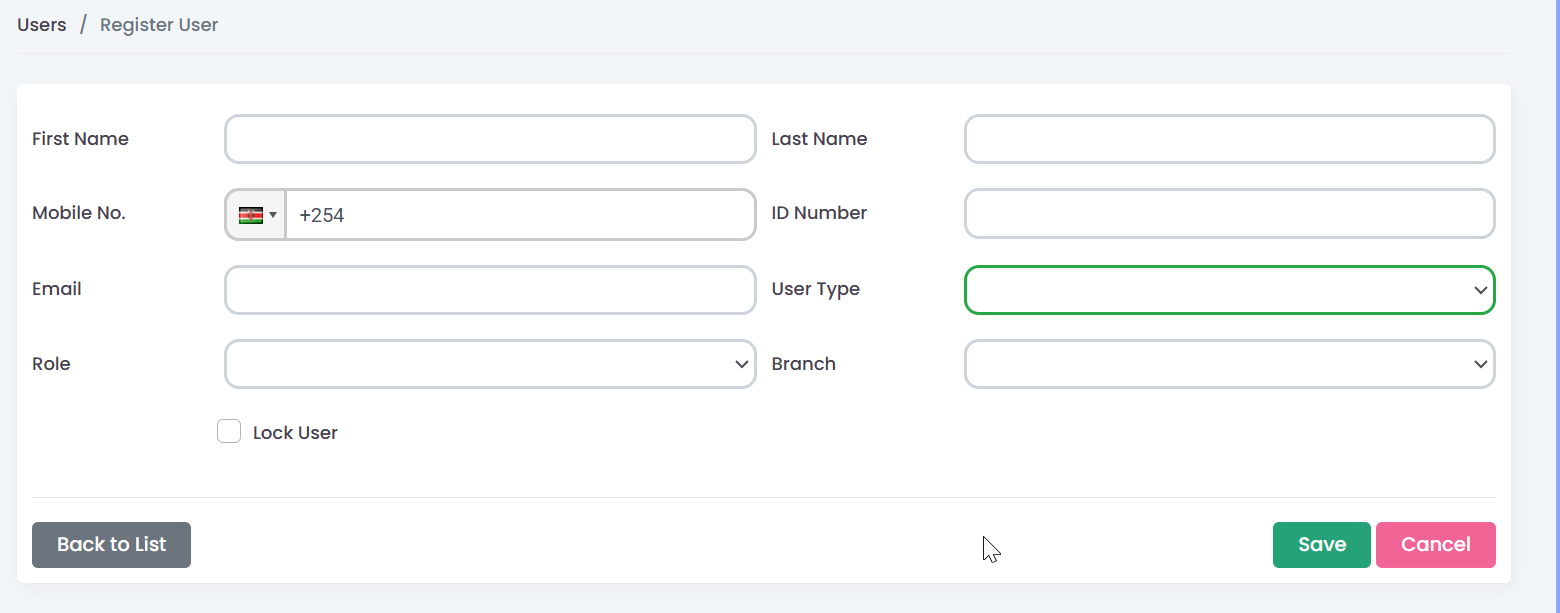 Users / Register User
First Name
Last Name
Mobile No.
+254
ID Number
Email
User Type
Role
Branch
Lock User
Back to List
Save
Cancel